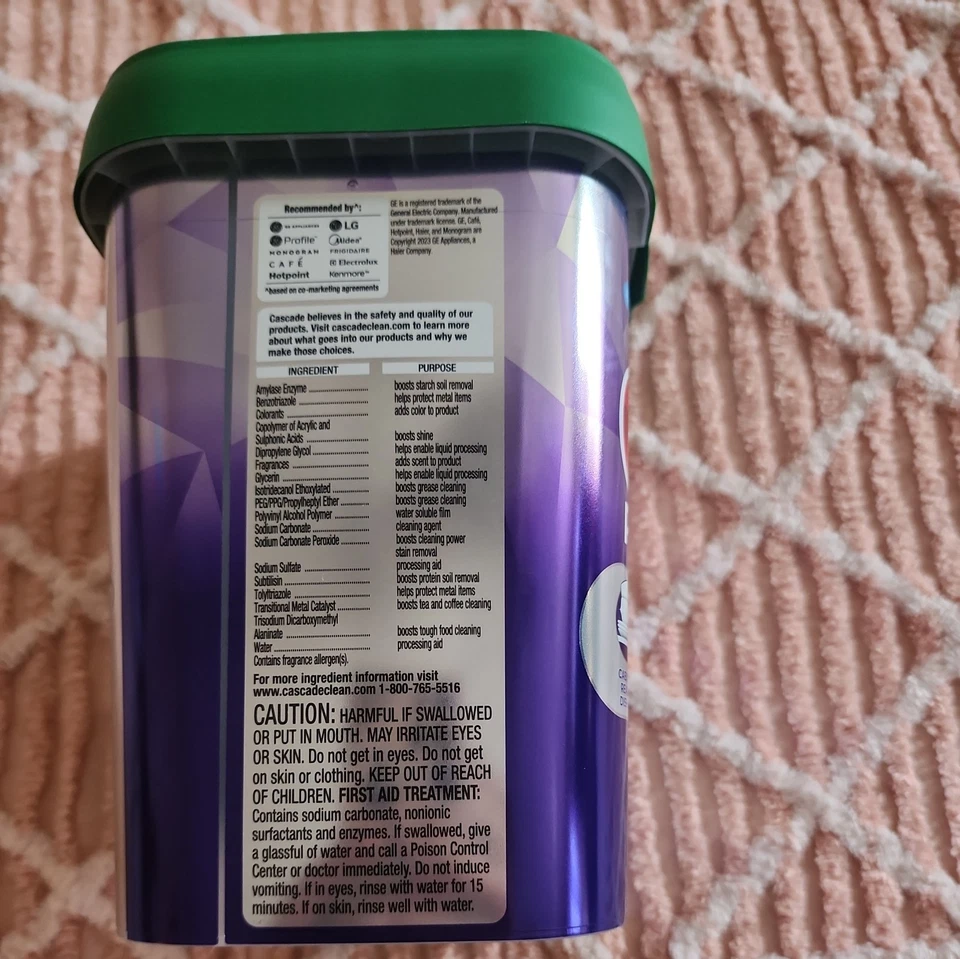 Recommended by^:
GE APPLIANCES LG
Profile™ Midea®
MONOGRAM FRIGIDAIRE
CAFÉ Electrolux
Hotpoint Kenmore™
^based on co-marketing agreements
GE is a registered trademark of the
General Electric Company. Manufactured
under trademark license. GE, Café,
Hotpoint, Haier, and Monogram are
Copyright 2023 GE Appliances, a
Haier Company
Cascade believes in the safety and quality of our
products. Visit cascadeclean.com to learn more
about what goes into our products and why we
make those choices.
INGREDIENT PURPOSE
Amylase Enzyme boosts starch soil removal
Benzotriazole helps protect metal items
Colorants adds color to product
Copolymer of Acrylic and
Sulphonic Acids boosts shine
Dipropylene Glycol helps enable liquid processing
Fragrances adds scent to product
Glycerin helps enable liquid processing
Isotridecanol Ethoxylated boosts grease cleaning
PEG/PPG/Propylheptyl Ether boosts grease cleaning
Polyvinyl Alcohol Polymer water soluble film
Sodium Carbonate cleaning agent
Sodium Carbonate Peroxide boosts cleaning power
stain removal
Sodium Sulfate processing aid
Subtilisin boosts protein soil removal
Tolyltriazole helps protect metal items
Transitional Metal Catalyst boosts tea and coffee cleaning
Trisodium Dicarboxymethyl
Alaninate boosts tough food cleaning
Water processing aid
Contains fragrance allergen(s).
For more ingredient information visit
www.cascadeclean.com 1-800-765-5516
CAUTION: HARMFUL IF SWALLOWED
OR PUT IN MOUTH. MAY IRRITATE EYES
OR SKIN. Do not get in eyes. Do not get
on skin or clothing. KEEP OUT OF REACH
OF CHILDREN. FIRST AID TREATMENT:
Contains sodium carbonate, nonionic
surfactants and enzymes. If swallowed, give
a glassful of water and call a Poison Control
Center or doctor immediately. Do not induce
vomiting. If in eyes, rinse with water for 15
minutes. If on skin, rinse well with water.